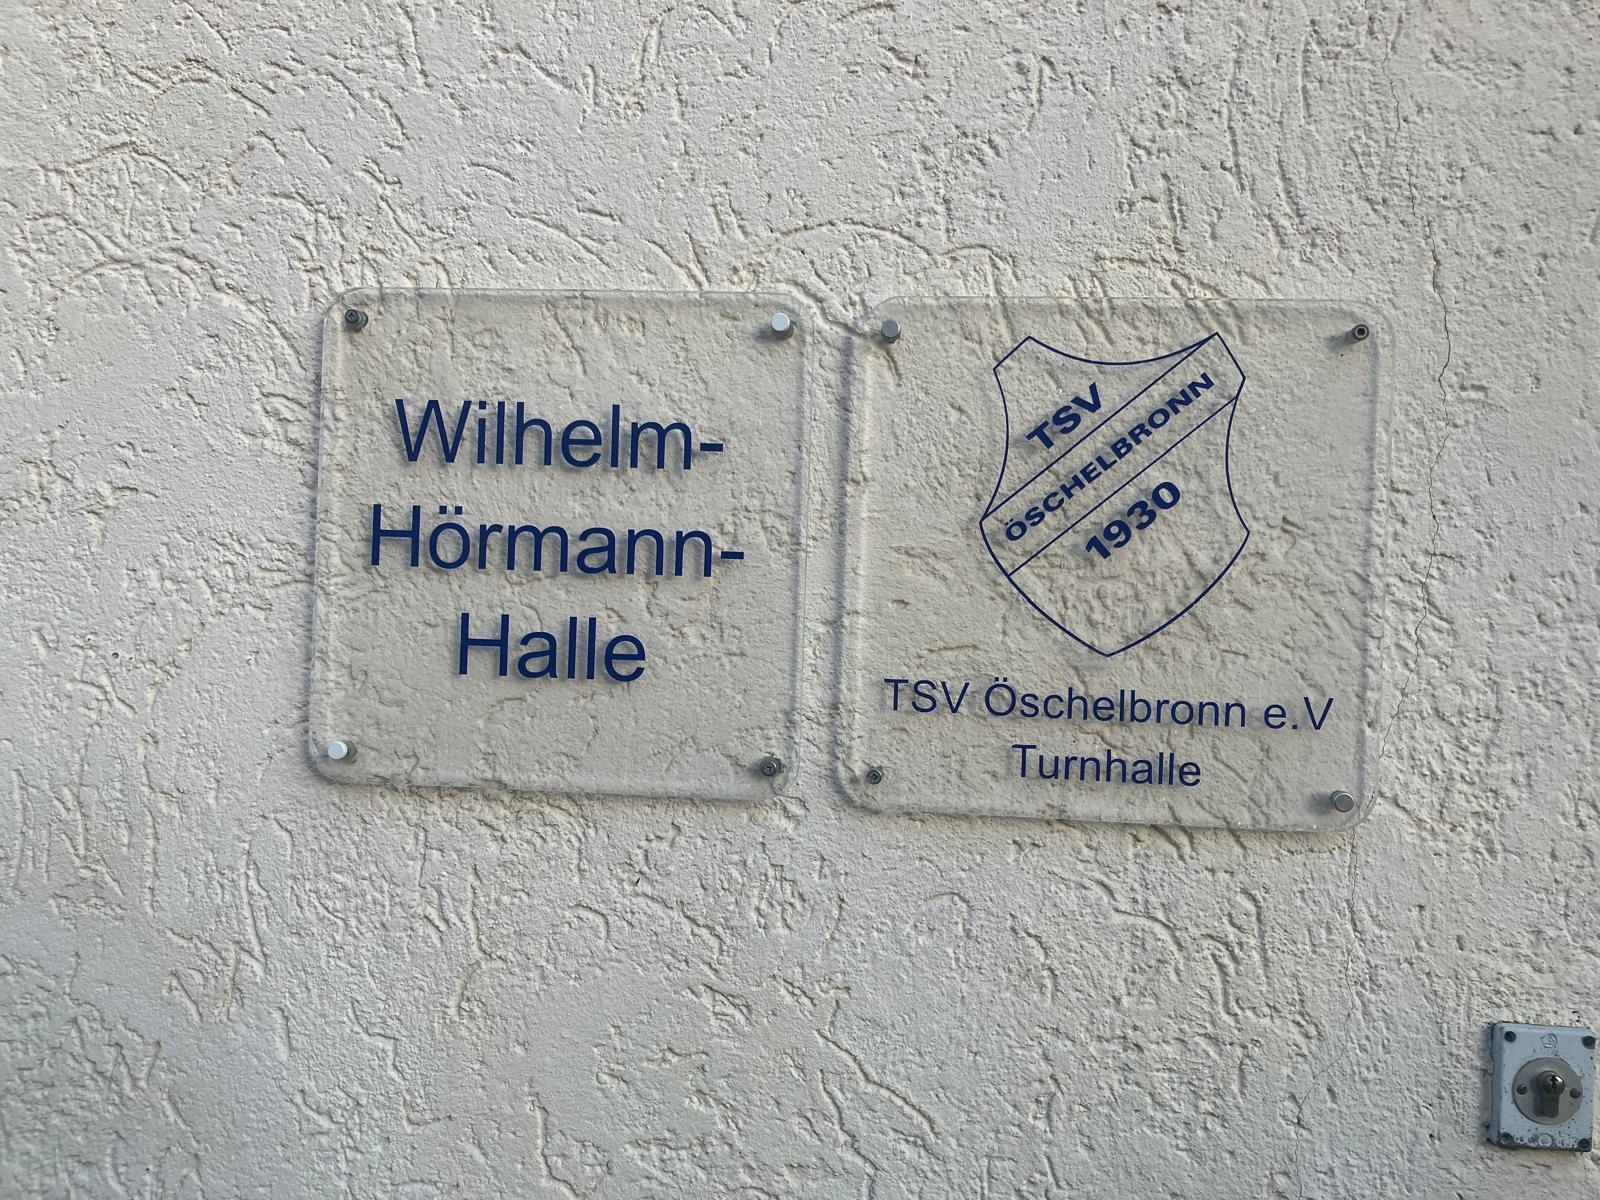 Wilhelm-
Hörmann-
Halle
TSV
ÖSCHELBRONN
1930
TSV Öschelbronn e.V
Turnhalle